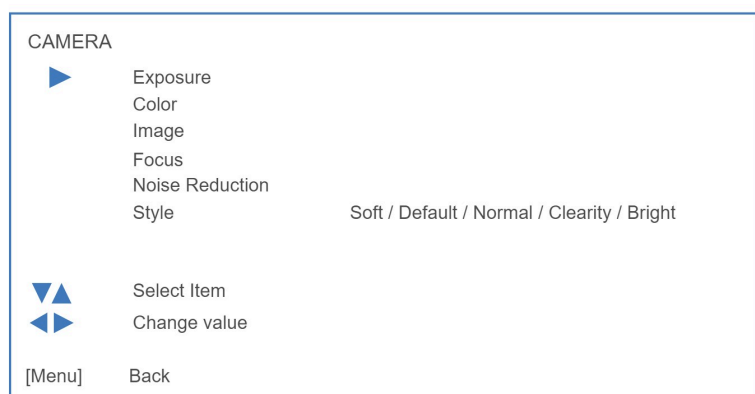 CAMERA
Exposure
Color
Image
Focus
Noise Reduction
Style Soft / Default / Normal / Clearity / Bright
Select Item
Change value
[Menu] Back